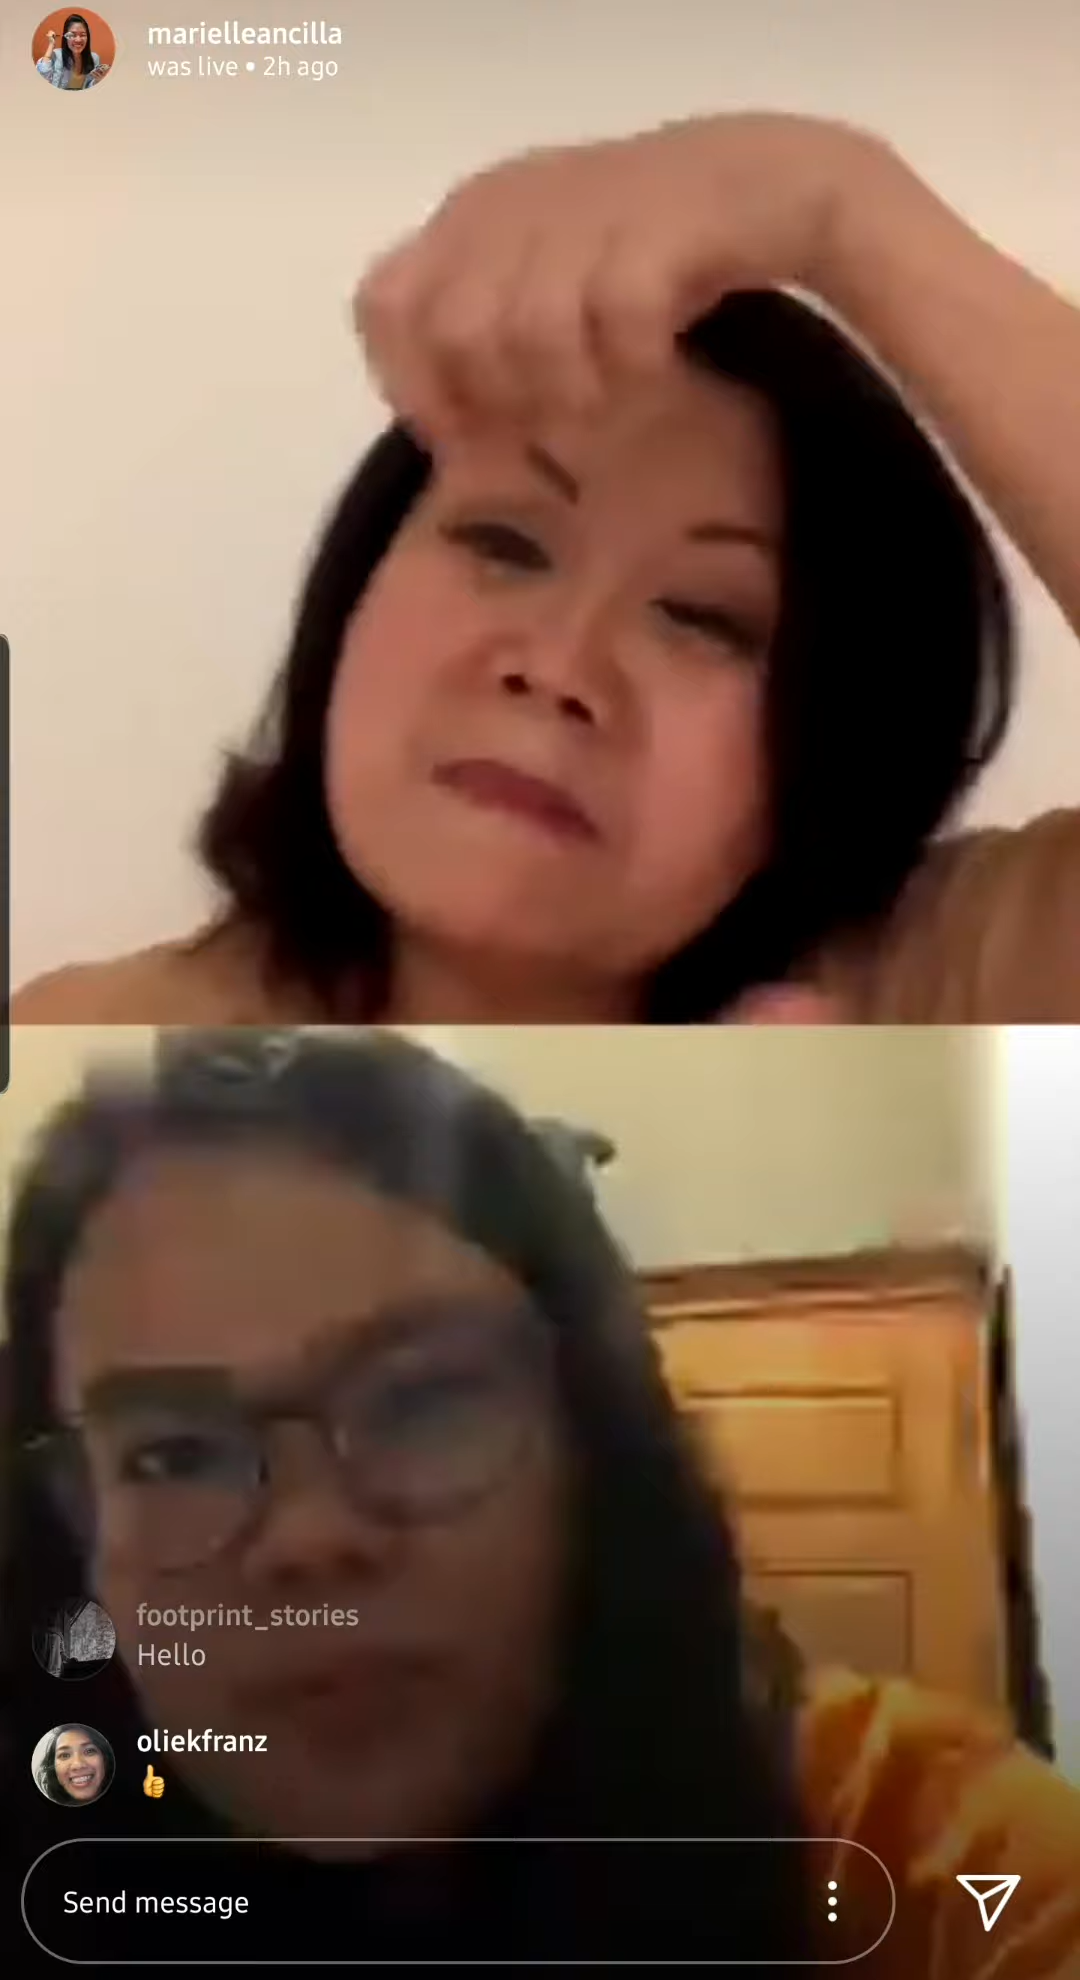 marielleancilla
was live • 2h ago
footprint_stories
Hello
oliekfranz
👍
Send message